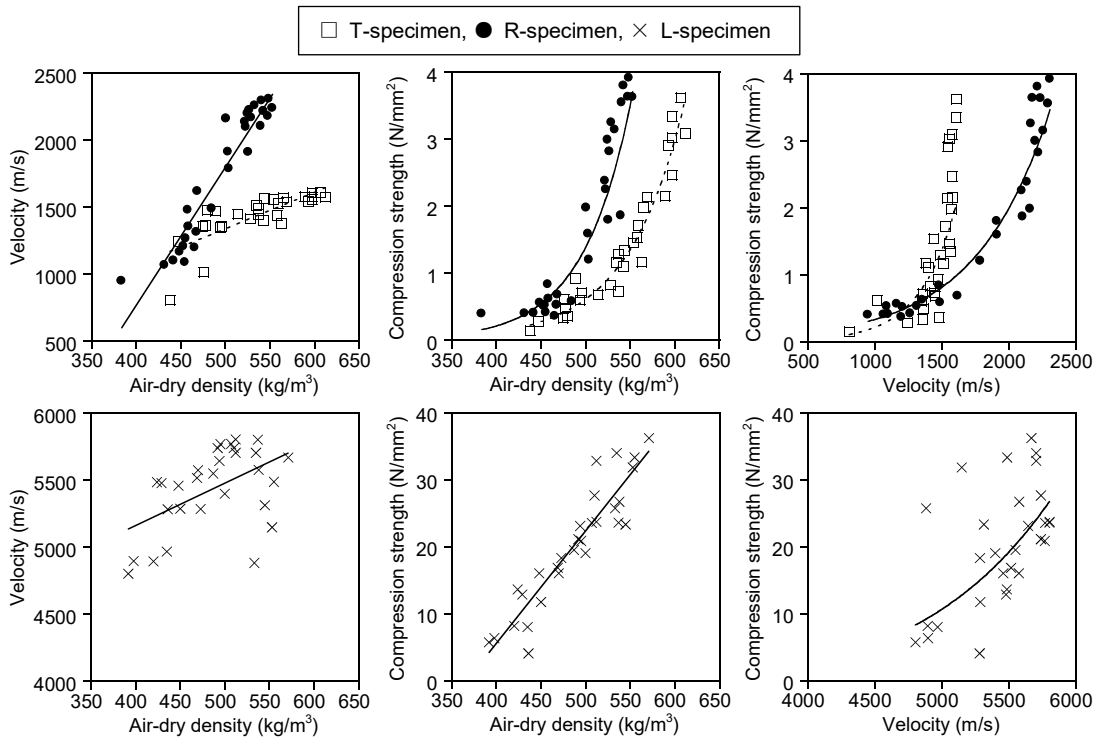 □ T-specimen, ● R-specimen, × L-specimen
Velocity (m/s)
2500
2000
1500
1000
500
350 400 450 500 550 600 650
Air-dry density (kg/m³)
Compression strength (N/mm²)
4
3
2
1
0
350 400 450 500 550 600 650
Air-dry density (kg/m³)
Compression strength (N/mm²)
4
3
2
1
0
500 1000 1500 2000 2500
Velocity (m/s)
Velocity (m/s)
6000
5500
5000
4500
4000
350 400 450 500 550 600 650
Air-dry density (kg/m³)
Compression strength (N/mm²)
40
30
20
10
0
350 400 450 500 550 600 650
Air-dry density (kg/m³)
Compression strength (N/mm²)
40
30
20
10
0
4000 4500 5000 5500 6000
Velocity (m/s)